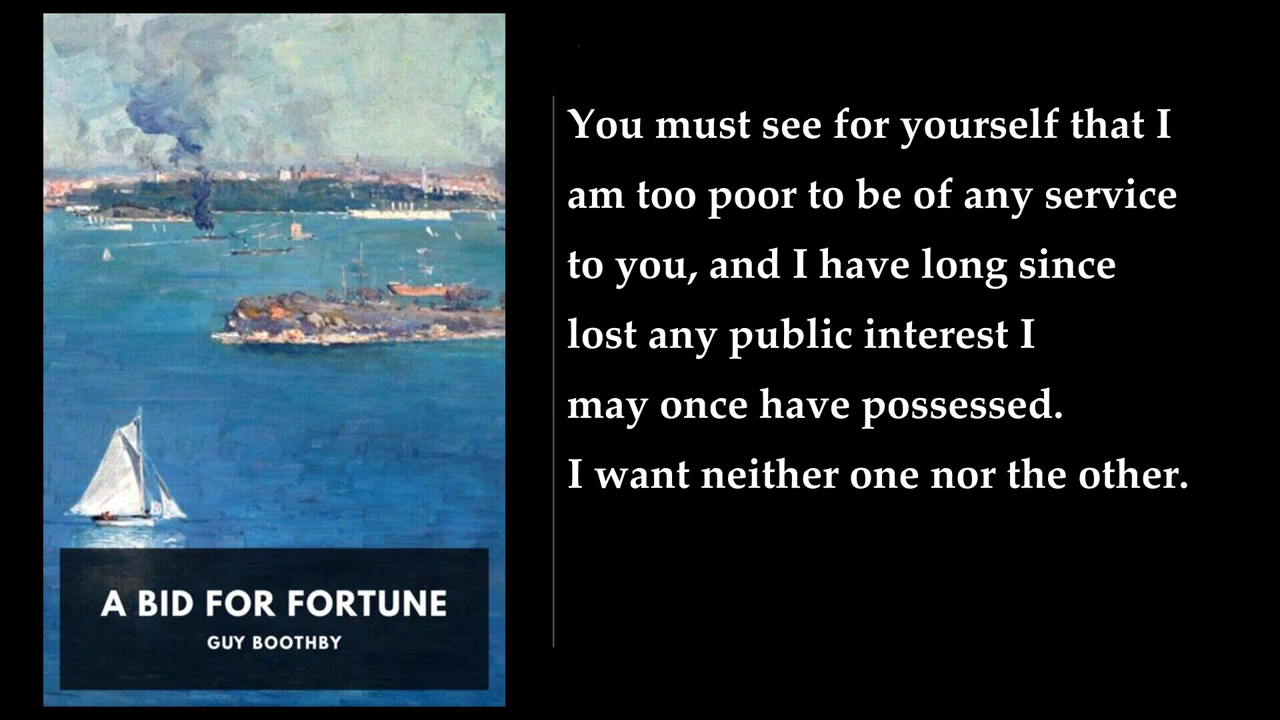 You must see for yourself that I
am too poor to be of any service
to you, and I have long since
lost any public interest I
may once have possessed.
I want neither one nor the other.
A BID FOR FORTUNE
GUY BOOTHBY